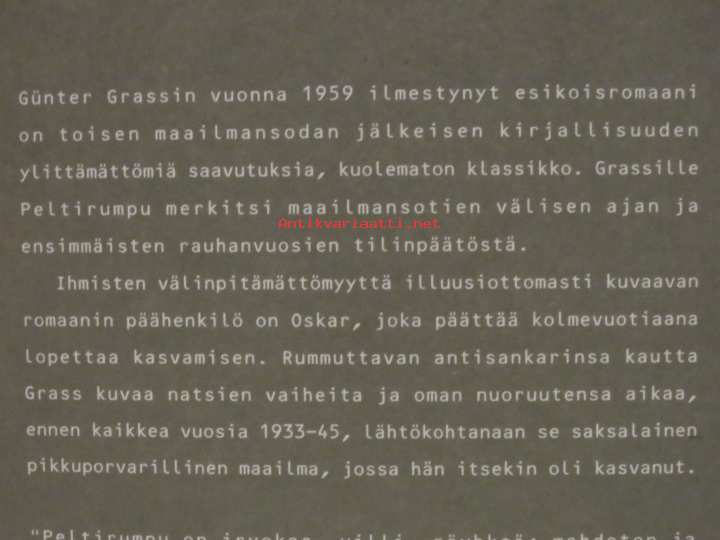 Günter Grassin vuonna 1959 ilmestynyt esikoisromaani
on toisen maailmansodan jälkeisen kirjallisuuden
ylittämättömiä saavutuksia, kuolematon klassikko. Grassille
Peltirumpu merkitsi maailmansotien välisen ajan ja
Antikvariaatti.net
ensimmäisten rauhanvuosien tilinpäätöstä.
Ihmisten välinpitämättömyyttä illuusiottomasti kuvaavan
romaanin päähenkilö on Oskar, joka päättää kolmevuotiaana
lopettaa kasvamisen. Rummuttavan antisankarinsa kautta
Grass kuvaa natsien vaiheita ja oman nuoruutensa aikaa,
ennen kaikkea vuosia 1933-45, lähtökohtanaan se saksalainen
pikkuporvarillinen maailma, jossa hän itsekin oli kasvanut.
"Peltirumpu on